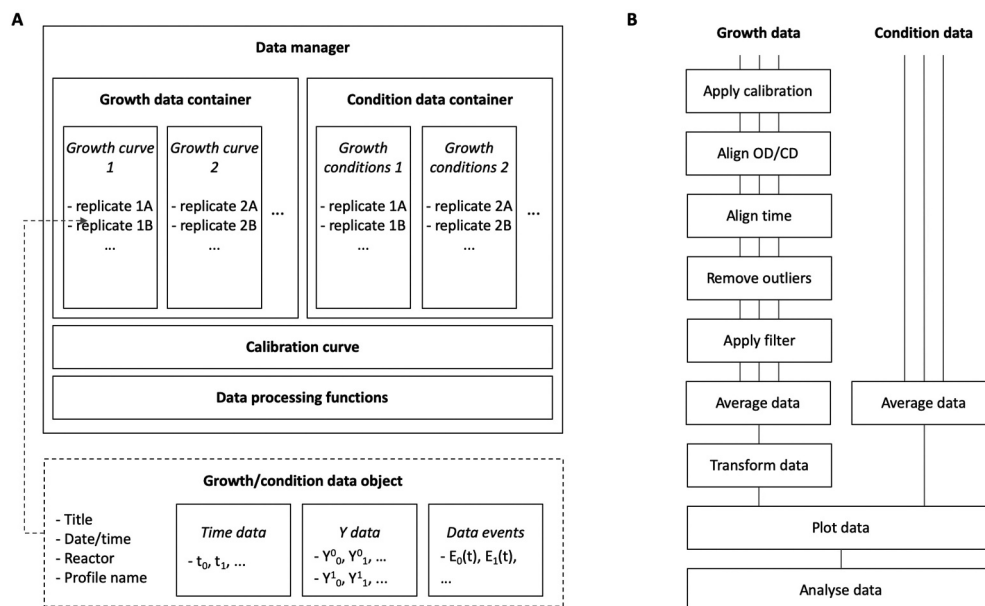 A
Data manager
Growth data container
Growth curve
1
- replicate 1A
- replicate 1B
...
Growth curve
2
- replicate 2A
- replicate 2B
...
...
Condition data container
Growth
conditions 1
- replicate 1A
- replicate 1B
...
Growth
conditions 2
- replicate 2A
- replicate 2B
...
...
Calibration curve
Data processing functions
Growth/condition data object
- Title
- Date/time
- Reactor
- Profile name
Time data
- t₀, t₁, ...
Y data
- Y⁰₀, Y⁰₁, ...
- Y¹₀, Y¹₁, ...
Data events
- E₀(t), E₁(t),
...
B
Growth data
Condition data
Apply calibration
Align OD/CD
Align time
Remove outliers
Apply filter
Average data
Average data
Transform data
Plot data
Analyse data